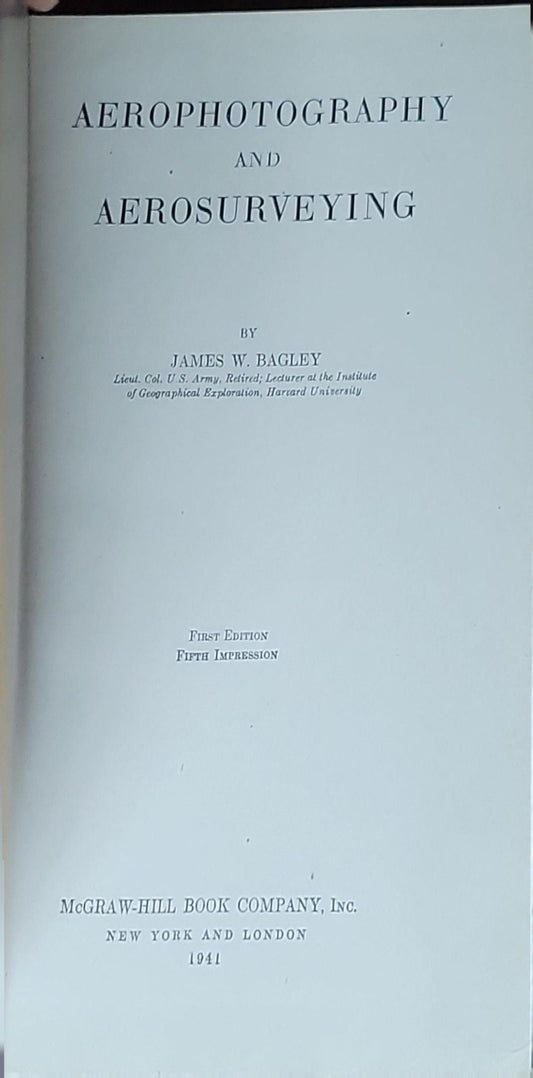 AEROPHOTOGRAPHY
AND
AEROSURVEYING
BY
JAMES W. BAGLEY
Lieut. Col. U S. Army, Retired; Lecturer at the Institute
of Geographical Exploration, Harvard University
FIRST EDITION
FIFTH IMPRESSION
McGRAW-HILL BOOK COMPANY, INC.
NEW YORK AND LONDON
1941